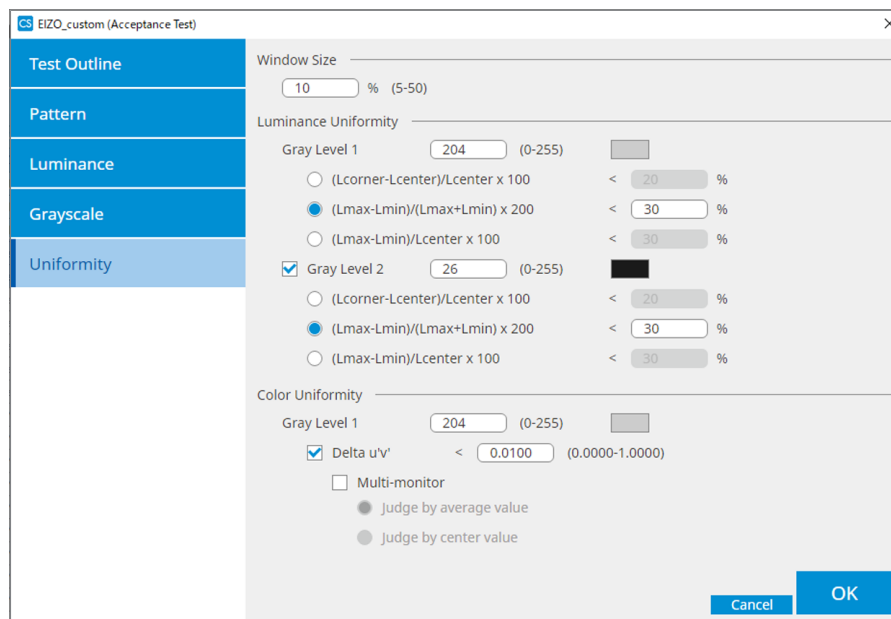 CS EIZO_custom (Acceptance Test)
Test Outline
Pattern
Luminance
Grayscale
Uniformity
Window Size
10 % (5-50)
Luminance Uniformity
Gray Level 1 204 (0-255)
(Lcorner-Lcenter)/Lcenter x 100 < 20 %
(Lmax-Lmin)/(Lmax+Lmin) x 200 < 30 %
(Lmax-Lmin)/Lcenter x 100 < 30 %
Gray Level 2 26 (0-255)
(Lcorner-Lcenter)/Lcenter x 100 < 20 %
(Lmax-Lmin)/(Lmax+Lmin) x 200 < 30 %
(Lmax-Lmin)/Lcenter x 100 < 30 %
Color Uniformity
Gray Level 1 204 (0-255)
Delta u'v' < 0.0100 (0.0000-1.0000)
Multi-monitor
Judge by average value
Judge by center value
Cancel OK